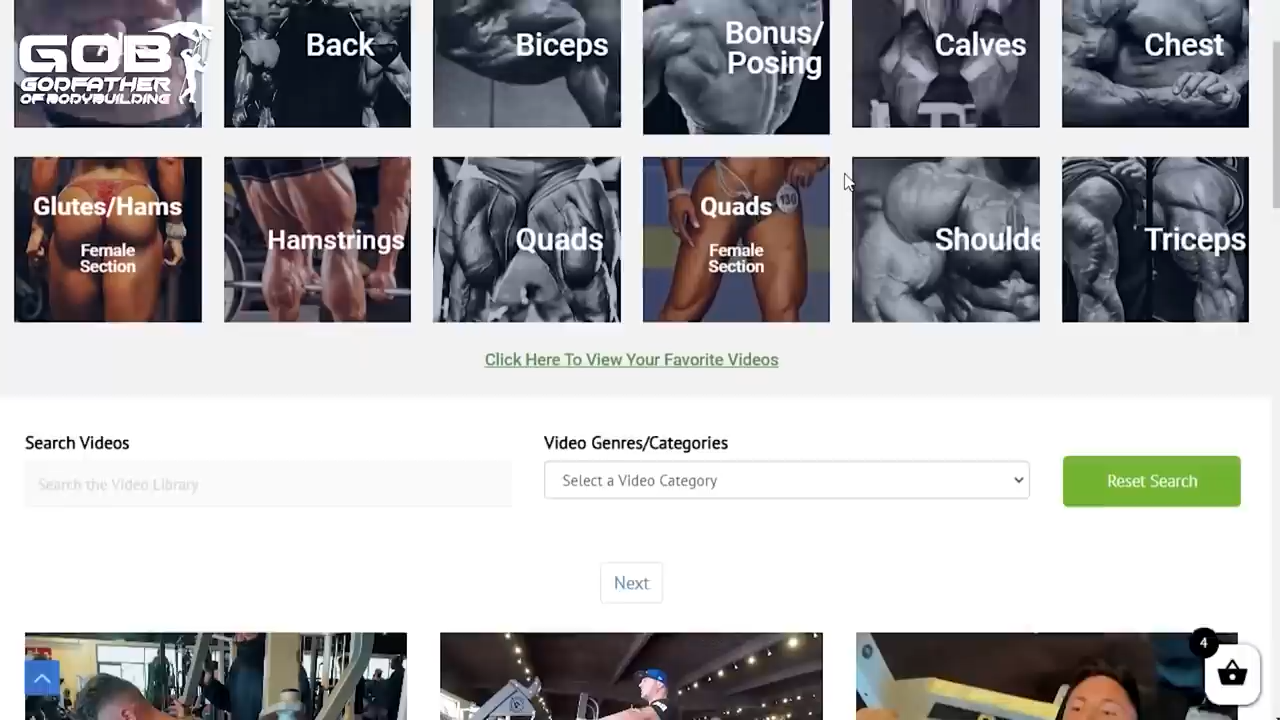 GOB
GODFATHER
OF BODYBUILDING
Back
Biceps
Bonus/
Posing
Calves
Chest
Glutes/Hams
Female
Section
Hamstrings
Quads
Quads
Female
Section
130
Shoulde
Triceps
Click Here To View Your Favorite Videos
Search Videos
Search the Video Library
Video Genres/Categories
Select a Video Category
Reset Search
Next
4